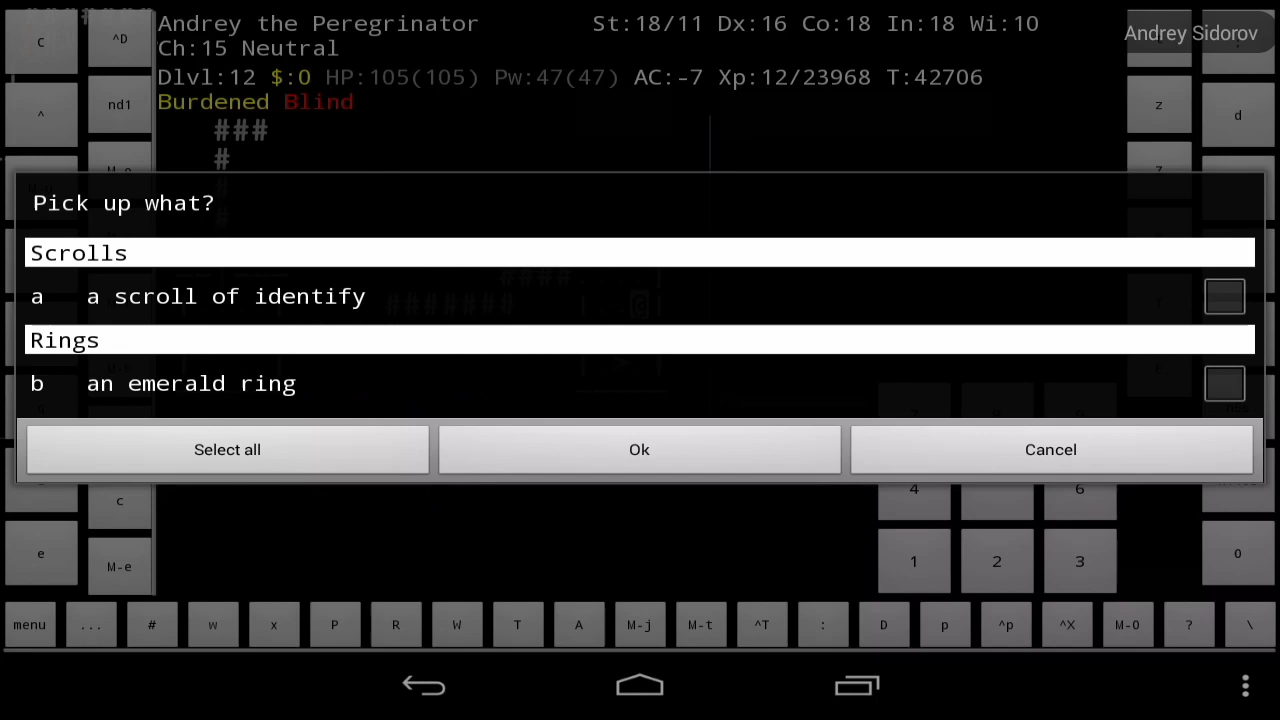 Andrey the Peregrinator St:18/11 Dx:16 Co:18 In:18 Wi:10
Ch:15 Neutral
Dlvl:12 $:0 HP:105(105) Pw:47(47) AC:-7 Xp:12/23968 T:42706
Burdened Blind
Andrey Sidorov
C ^D
^ nd1
z d
###
#
Pick up what?
Scrolls
a a scroll of identify
Rings
b an emerald ring
Select all Ok Cancel
c 4 6
e M-e 1 2 3 0
menu ... # w x P R W T A M-j M-t ^T : D p ^p ^X M-O ? \